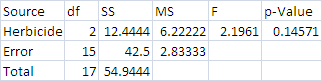 Source df SS MS F p-Value
Herbicide 2 12.4444 6.22222 2.1961 0.14571
Error 15 42.5 2.83333
Total 17 54.9444